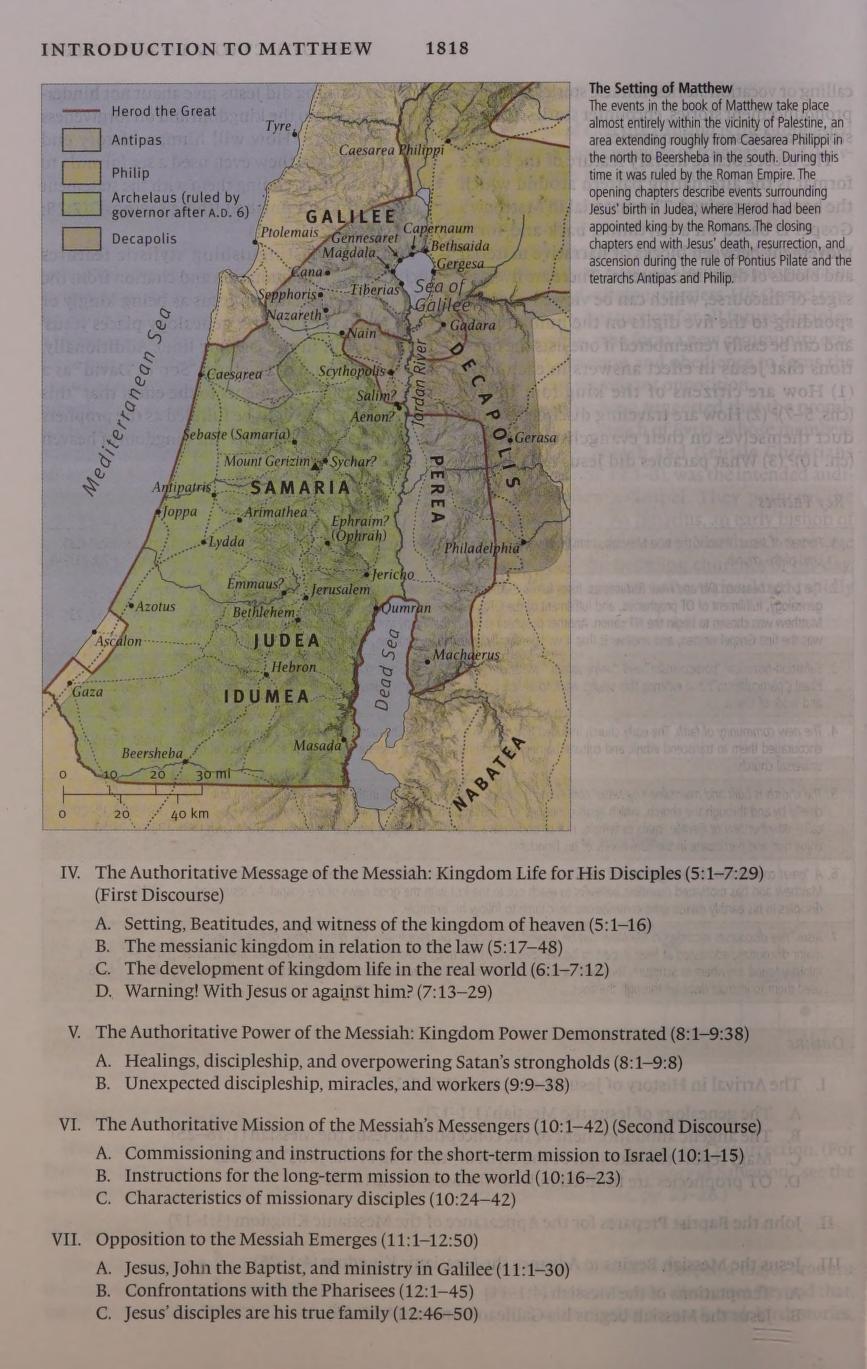 INTRODUCTION TO MATTHEW 1818
Herod the Great
Antipas
Philip
Archelaus (ruled by
governor after A.D. 6)
Decapolis
Tyre
Caesarea Philippi
GALILEE
Ptolemais
Gennesaret
Capernaum
Magdala
Bethsaida
Gergesa
Cana
Sepphoris
Tiberias
Sea of
Galilee
Nazareth
Gadara
Nain
Mediterranean Sea
Caesarea
Scythopolis
Jordan River
DECAPOLIS
Salim?
Aenon?
Sebaste (Samaria)
Gerasa
Mount Gerizim
Sychar?
PEREA
Antipatris
SAMARIA
Joppa
Arimathea
Ephraim?
(Ophrah)
Lydda
Philadelphia
Jericho
Emmaus?
Jerusalem
Azotus
Bethlehem
Qumran
Ascalon
JUDEA
Dead Sea
Machaerus
Hebron
Gaza
IDUMEA
Beersheba
Masada
NABATEA
0 10 20 30 mi
0 20 40 km
The Setting of Matthew
The events in the book of Matthew take place
almost entirely within the vicinity of Palestine, an
area extending roughly from Caesarea Philippi in
the north to Beersheba in the south. During this
time it was ruled by the Roman Empire. The
opening chapters describe events surrounding
Jesus' birth in Judea, where Herod had been
appointed king by the Romans. The closing
chapters end with Jesus' death, resurrection, and
ascension during the rule of Pontius Pilate and the
tetrarchs Antipas and Philip.
IV. The Authoritative Message of the Messiah: Kingdom Life for His Disciples (5:1–7:29)
(First Discourse)
A. Setting, Beatitudes, and witness of the kingdom of heaven (5:1–16)
B. The messianic kingdom in relation to the law (5:17–48)
C. The development of kingdom life in the real world (6:1–7:12)
D. Warning! With Jesus or against him? (7:13–29)
V. The Authoritative Power of the Messiah: Kingdom Power Demonstrated (8:1–9:38)
A. Healings, discipleship, and overpowering Satan's strongholds (8:1–9:8)
B. Unexpected discipleship, miracles, and workers (9:9–38)
VI. The Authoritative Mission of the Messiah's Messengers (10:1–42) (Second Discourse)
A. Commissioning and instructions for the short-term mission to Israel (10:1–15)
B. Instructions for the long-term mission to the world (10:16–23)
C. Characteristics of missionary disciples (10:24–42)
VII. Opposition to the Messiah Emerges (11:1–12:50)
A. Jesus, John the Baptist, and ministry in Galilee (11:1–30)
B. Confrontations with the Pharisees (12:1–45)
C. Jesus' disciples are his true family (12:46–50)